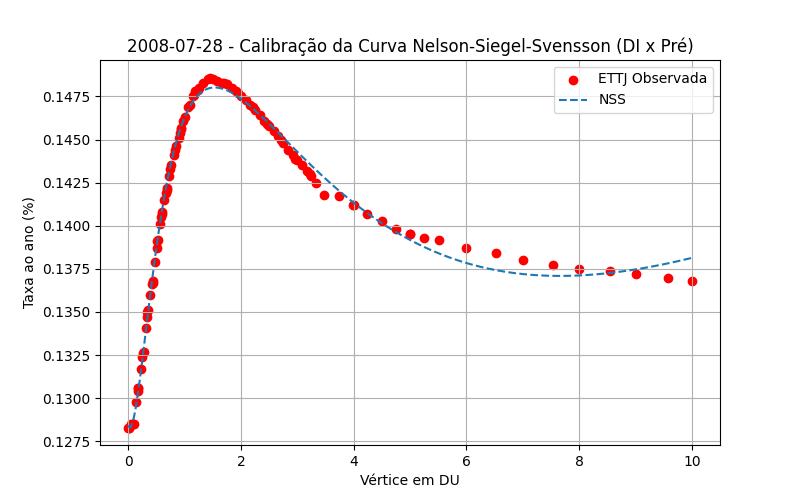 2008-07-28 - Calibração da Curva Nelson-Siegel-Svensson (DI x Pré)
ETTJ Observada
NSS
Taxa ao ano (%)
0.1475
0.1450
0.1425
0.1400
0.1375
0.1350
0.1325
0.1300
0.1275
0 2 4 6 8 10
Vértice em DU